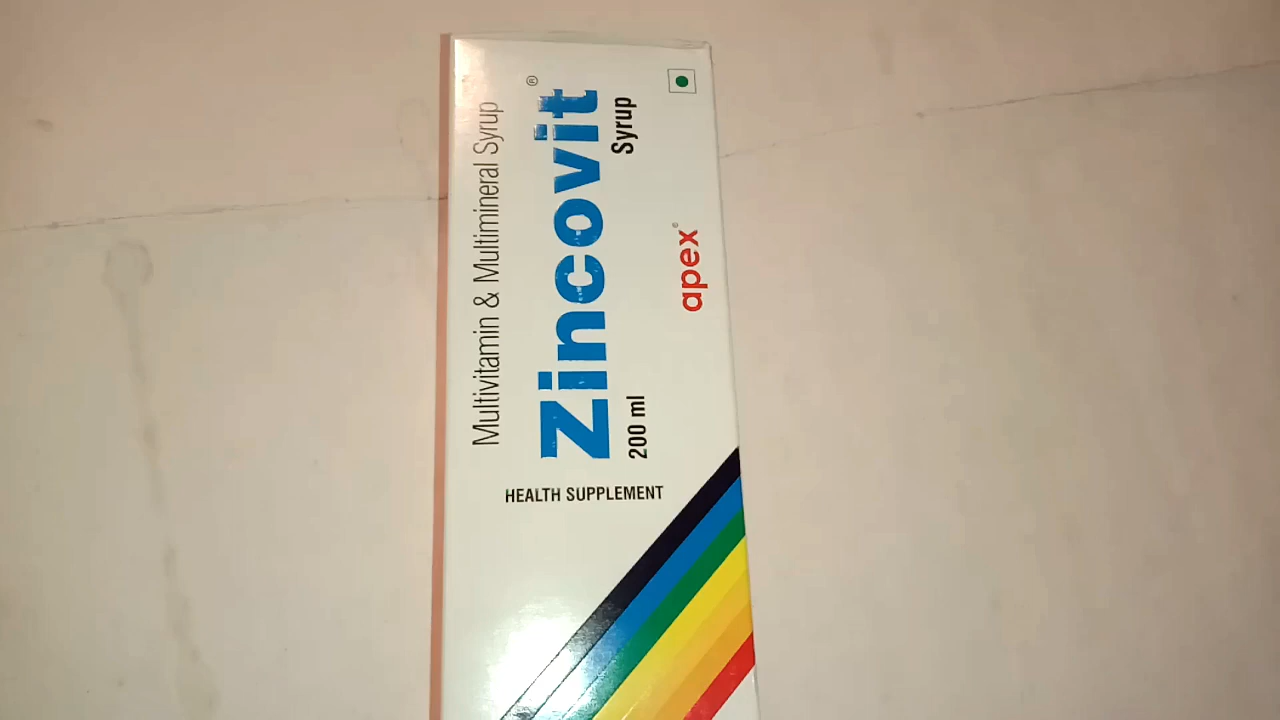 Multivitamin & Multimineral Syrup
Zincovit®
Syrup
200 ml
apex®
HEALTH SUPPLEMENT